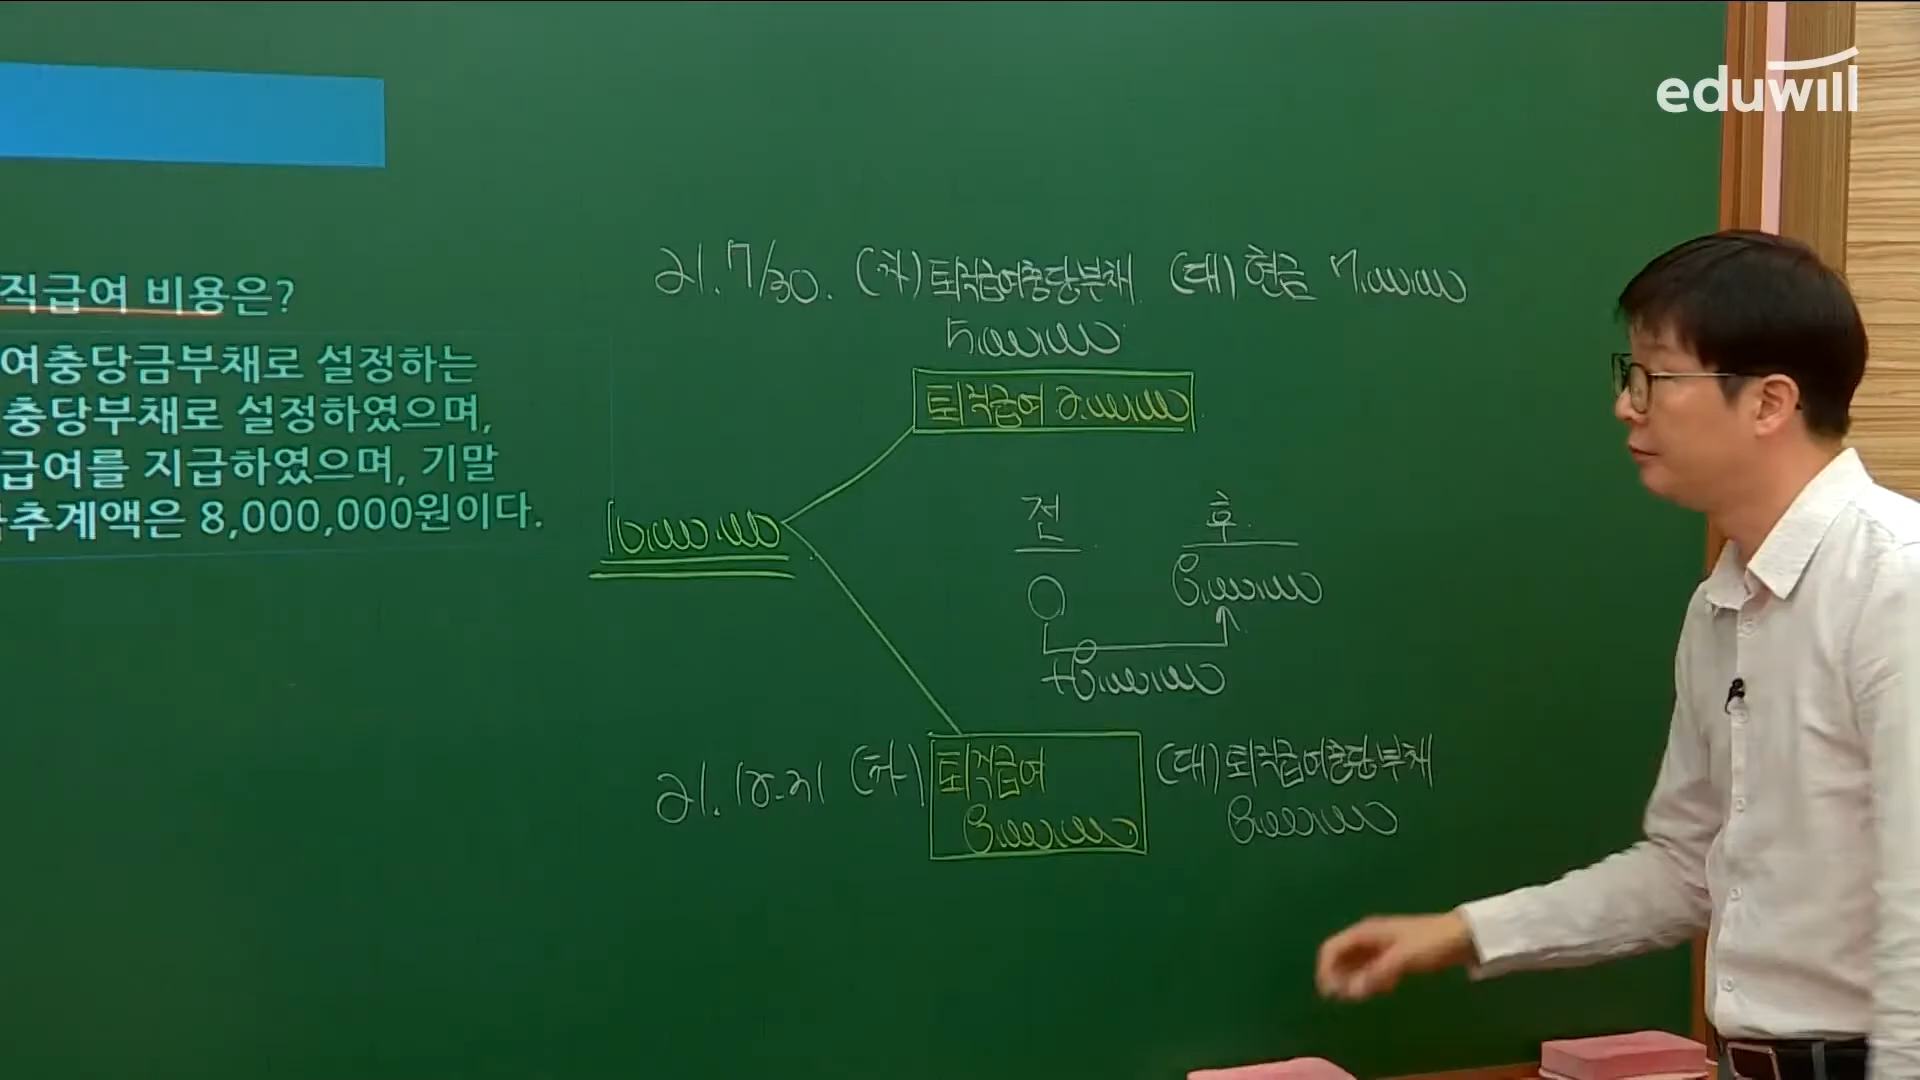 eduwill
직급여 비용은?
여충당금부채로 설정하는
충당부채로 설정하였으며,
급여를 지급하였으며, 기말
추계액은 8,000,000원이다.
21. 7/30. (차) 퇴직급여충당부채 (대) 현금 7,000,000
5,000,000
퇴직급여 2,000,000
10,000,000
전 후
0 8,000,000
+8,000,000
21. 12.31 (차) 퇴직급여 (대) 퇴직급여충당부채
8,000,000 8,000,000